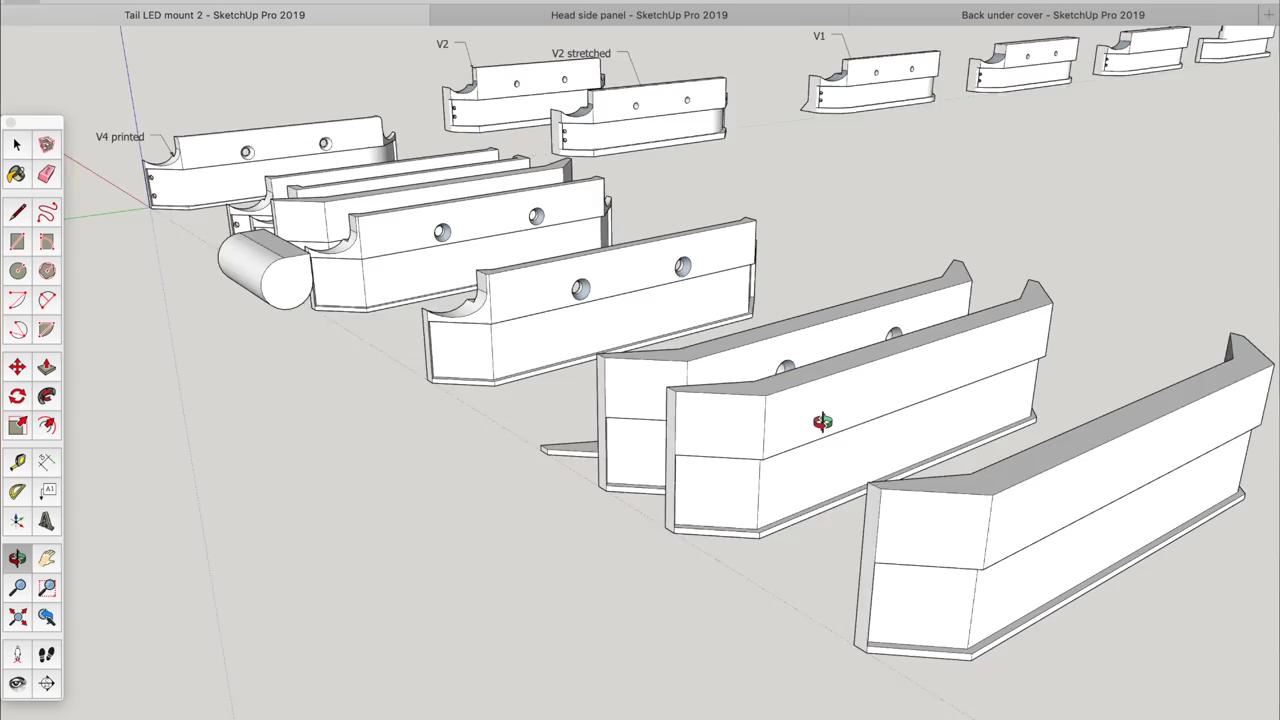 Tail LED mount 2 - SketchUp Pro 2019
Head side panel - SketchUp Pro 2019
Back under cover - SketchUp Pro 2019
V1
V2
V2 stretched
V4 printed
A1